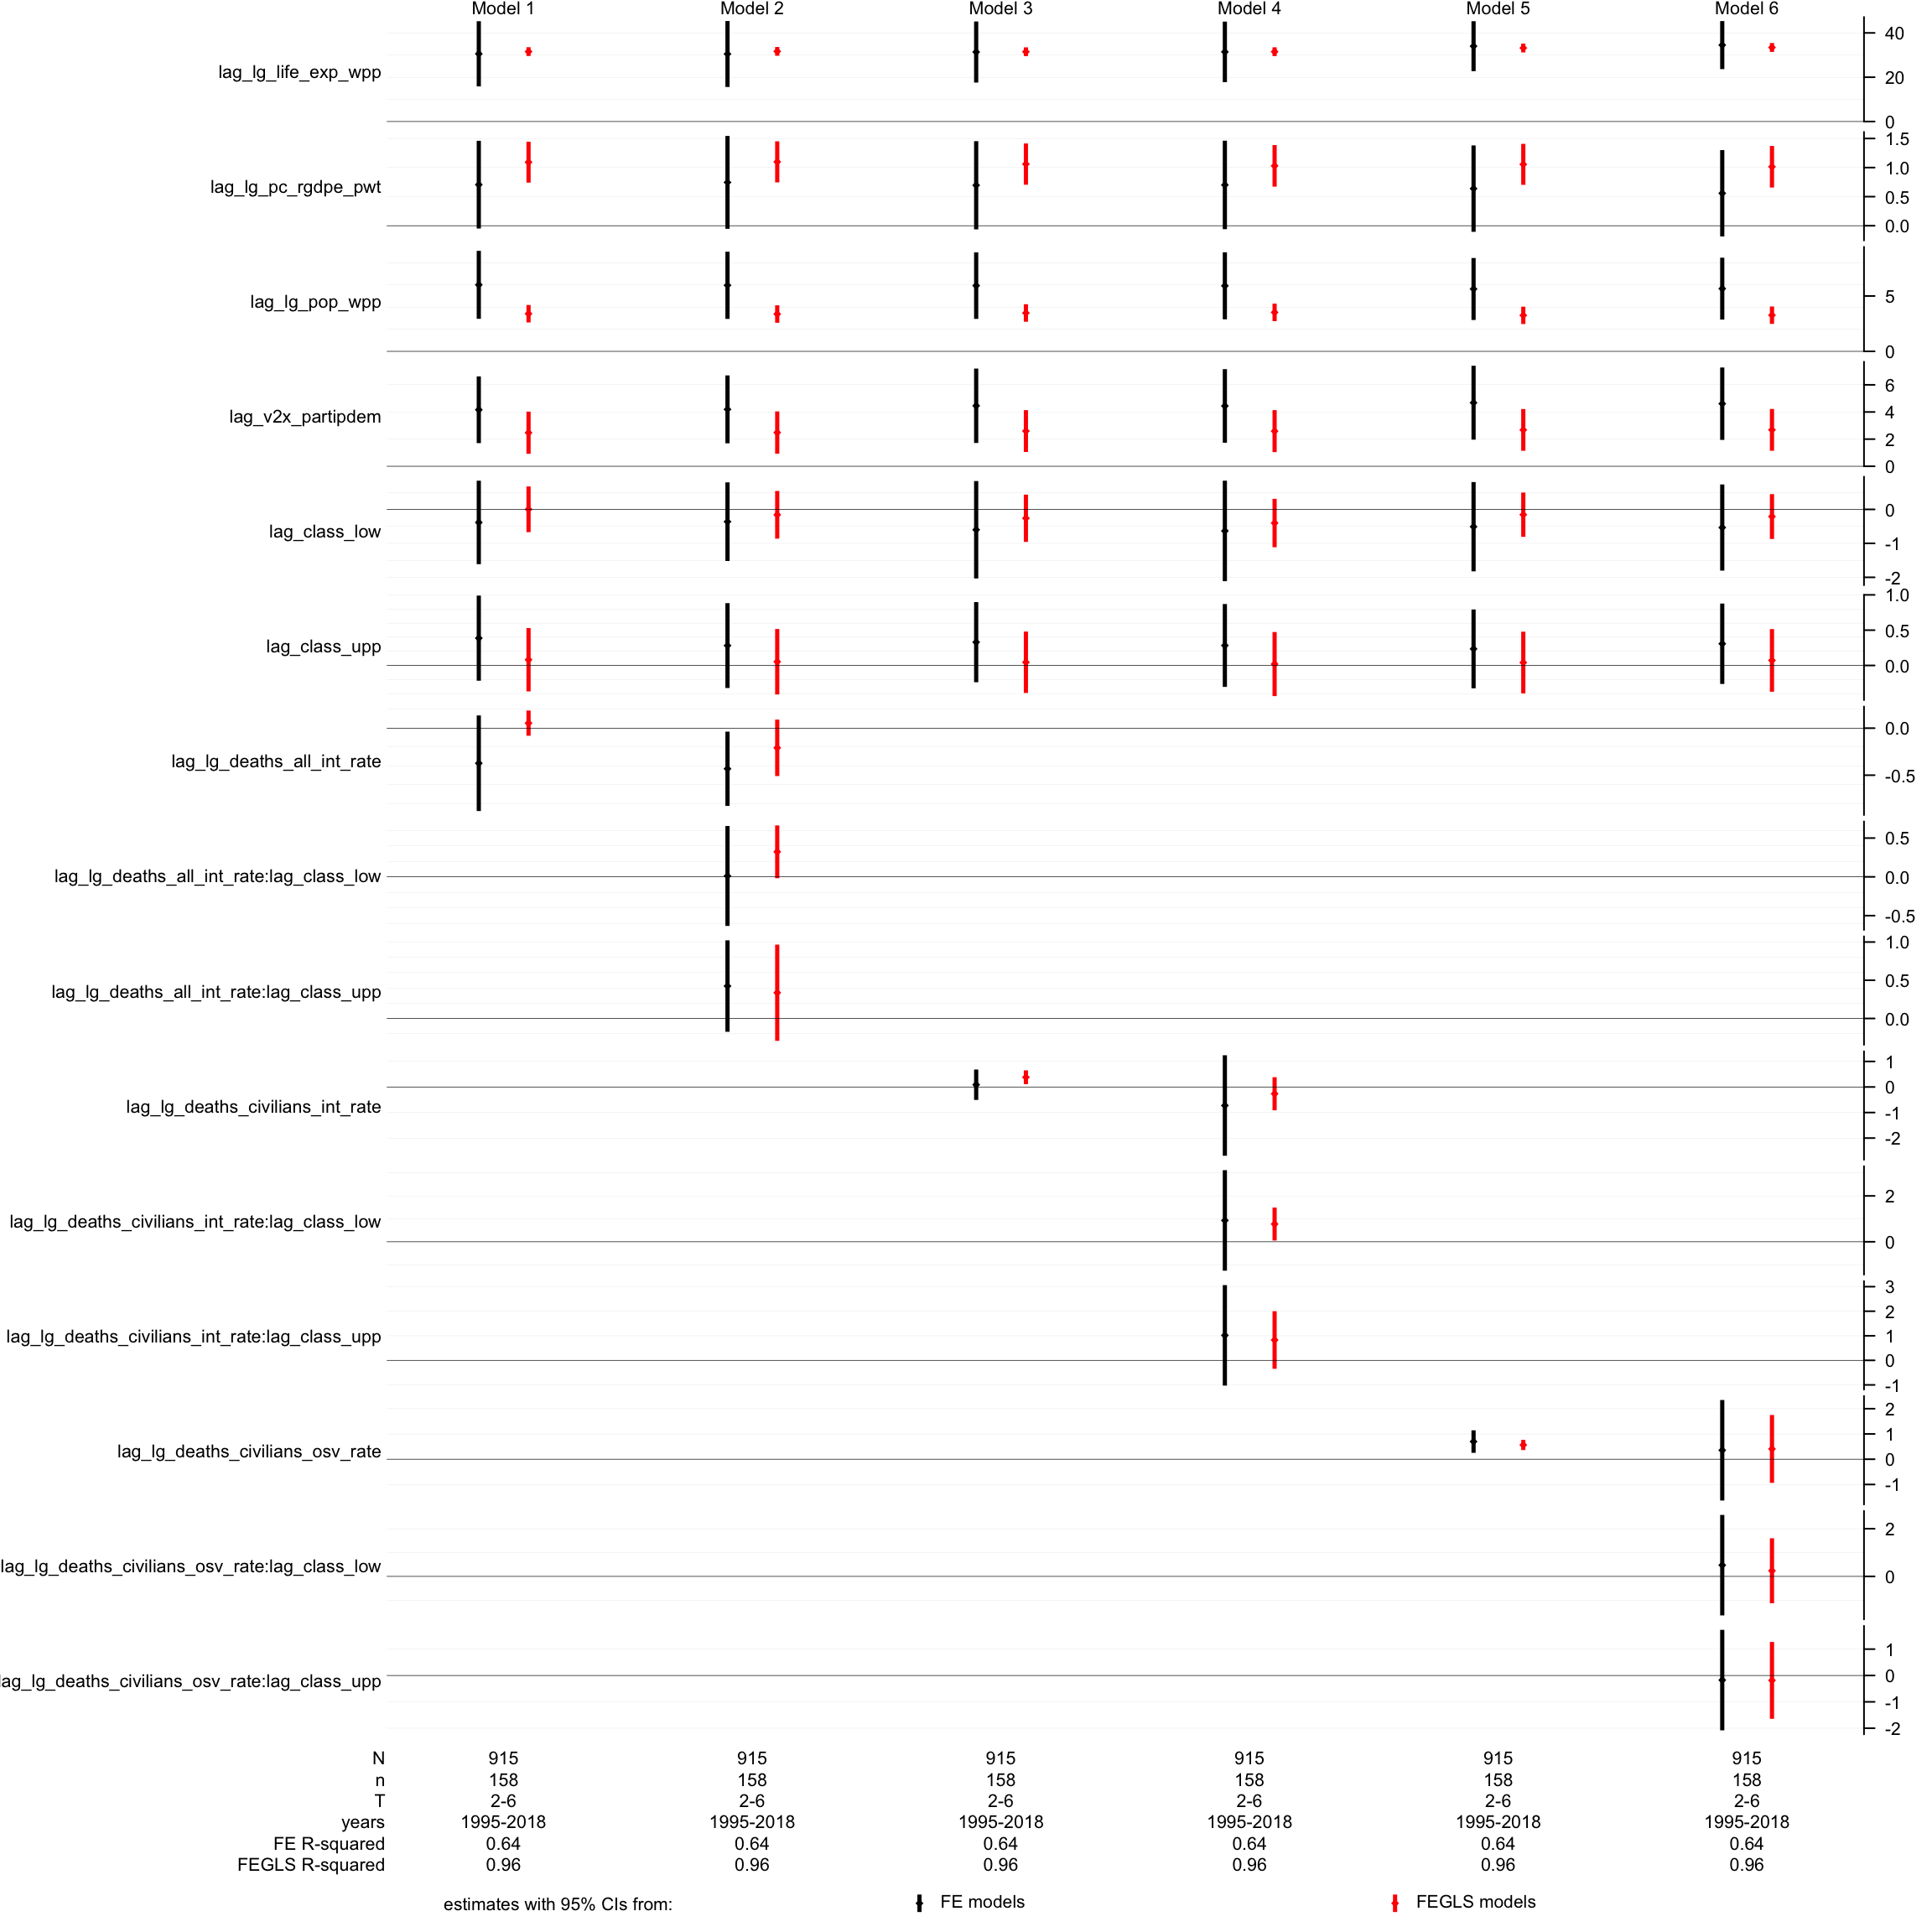 Model 1 Model 2 Model 3 Model 4 Model 5 Model 6
40
lag_lg_life_exp_wpp
20
0
1.5
1.0
lag_lg_pc_rgdpe_pwt
0.5
0.0
lag_lg_pop_wpp
5
0
6
lag_v2x_partipdem
4
2
0
0
lag_class_low
-1
-2
1.0
0.5
lag_class_upp
0.0
0.0
lag_lg_deaths_all_int_rate
-0.5
0.5
lag_lg_deaths_all_int_rate:lag_class_low
0.0
-0.5
1.0
0.5
lag_lg_deaths_all_int_rate:lag_class_upp
0.0
1
0
lag_lg_deaths_civilians_int_rate
-1
-2
2
lag_lg_deaths_civilians_int_rate:lag_class_low
0
3
2
lag_lg_deaths_civilians_int_rate:lag_class_upp
1
0
-1
2
1
lag_lg_deaths_civilians_osv_rate
0
-1
2
lag_lg_deaths_civilians_osv_rate:lag_class_low
0
1
0
lag_lg_deaths_civilians_osv_rate:lag_class_upp
-1
-2
N 915 915 915 915 915 915
n 158 158 158 158 158 158
T 2-6 2-6 2-6 2-6 2-6 2-6
years 1995-2018 1995-2018 1995-2018 1995-2018 1995-2018 1995-2018
FE R-squared 0.64 0.64 0.64 0.64 0.64 0.64
FEGLS R-squared 0.96 0.96 0.96 0.96 0.96 0.96
estimates with 95% CIs from: FE models FEGLS models